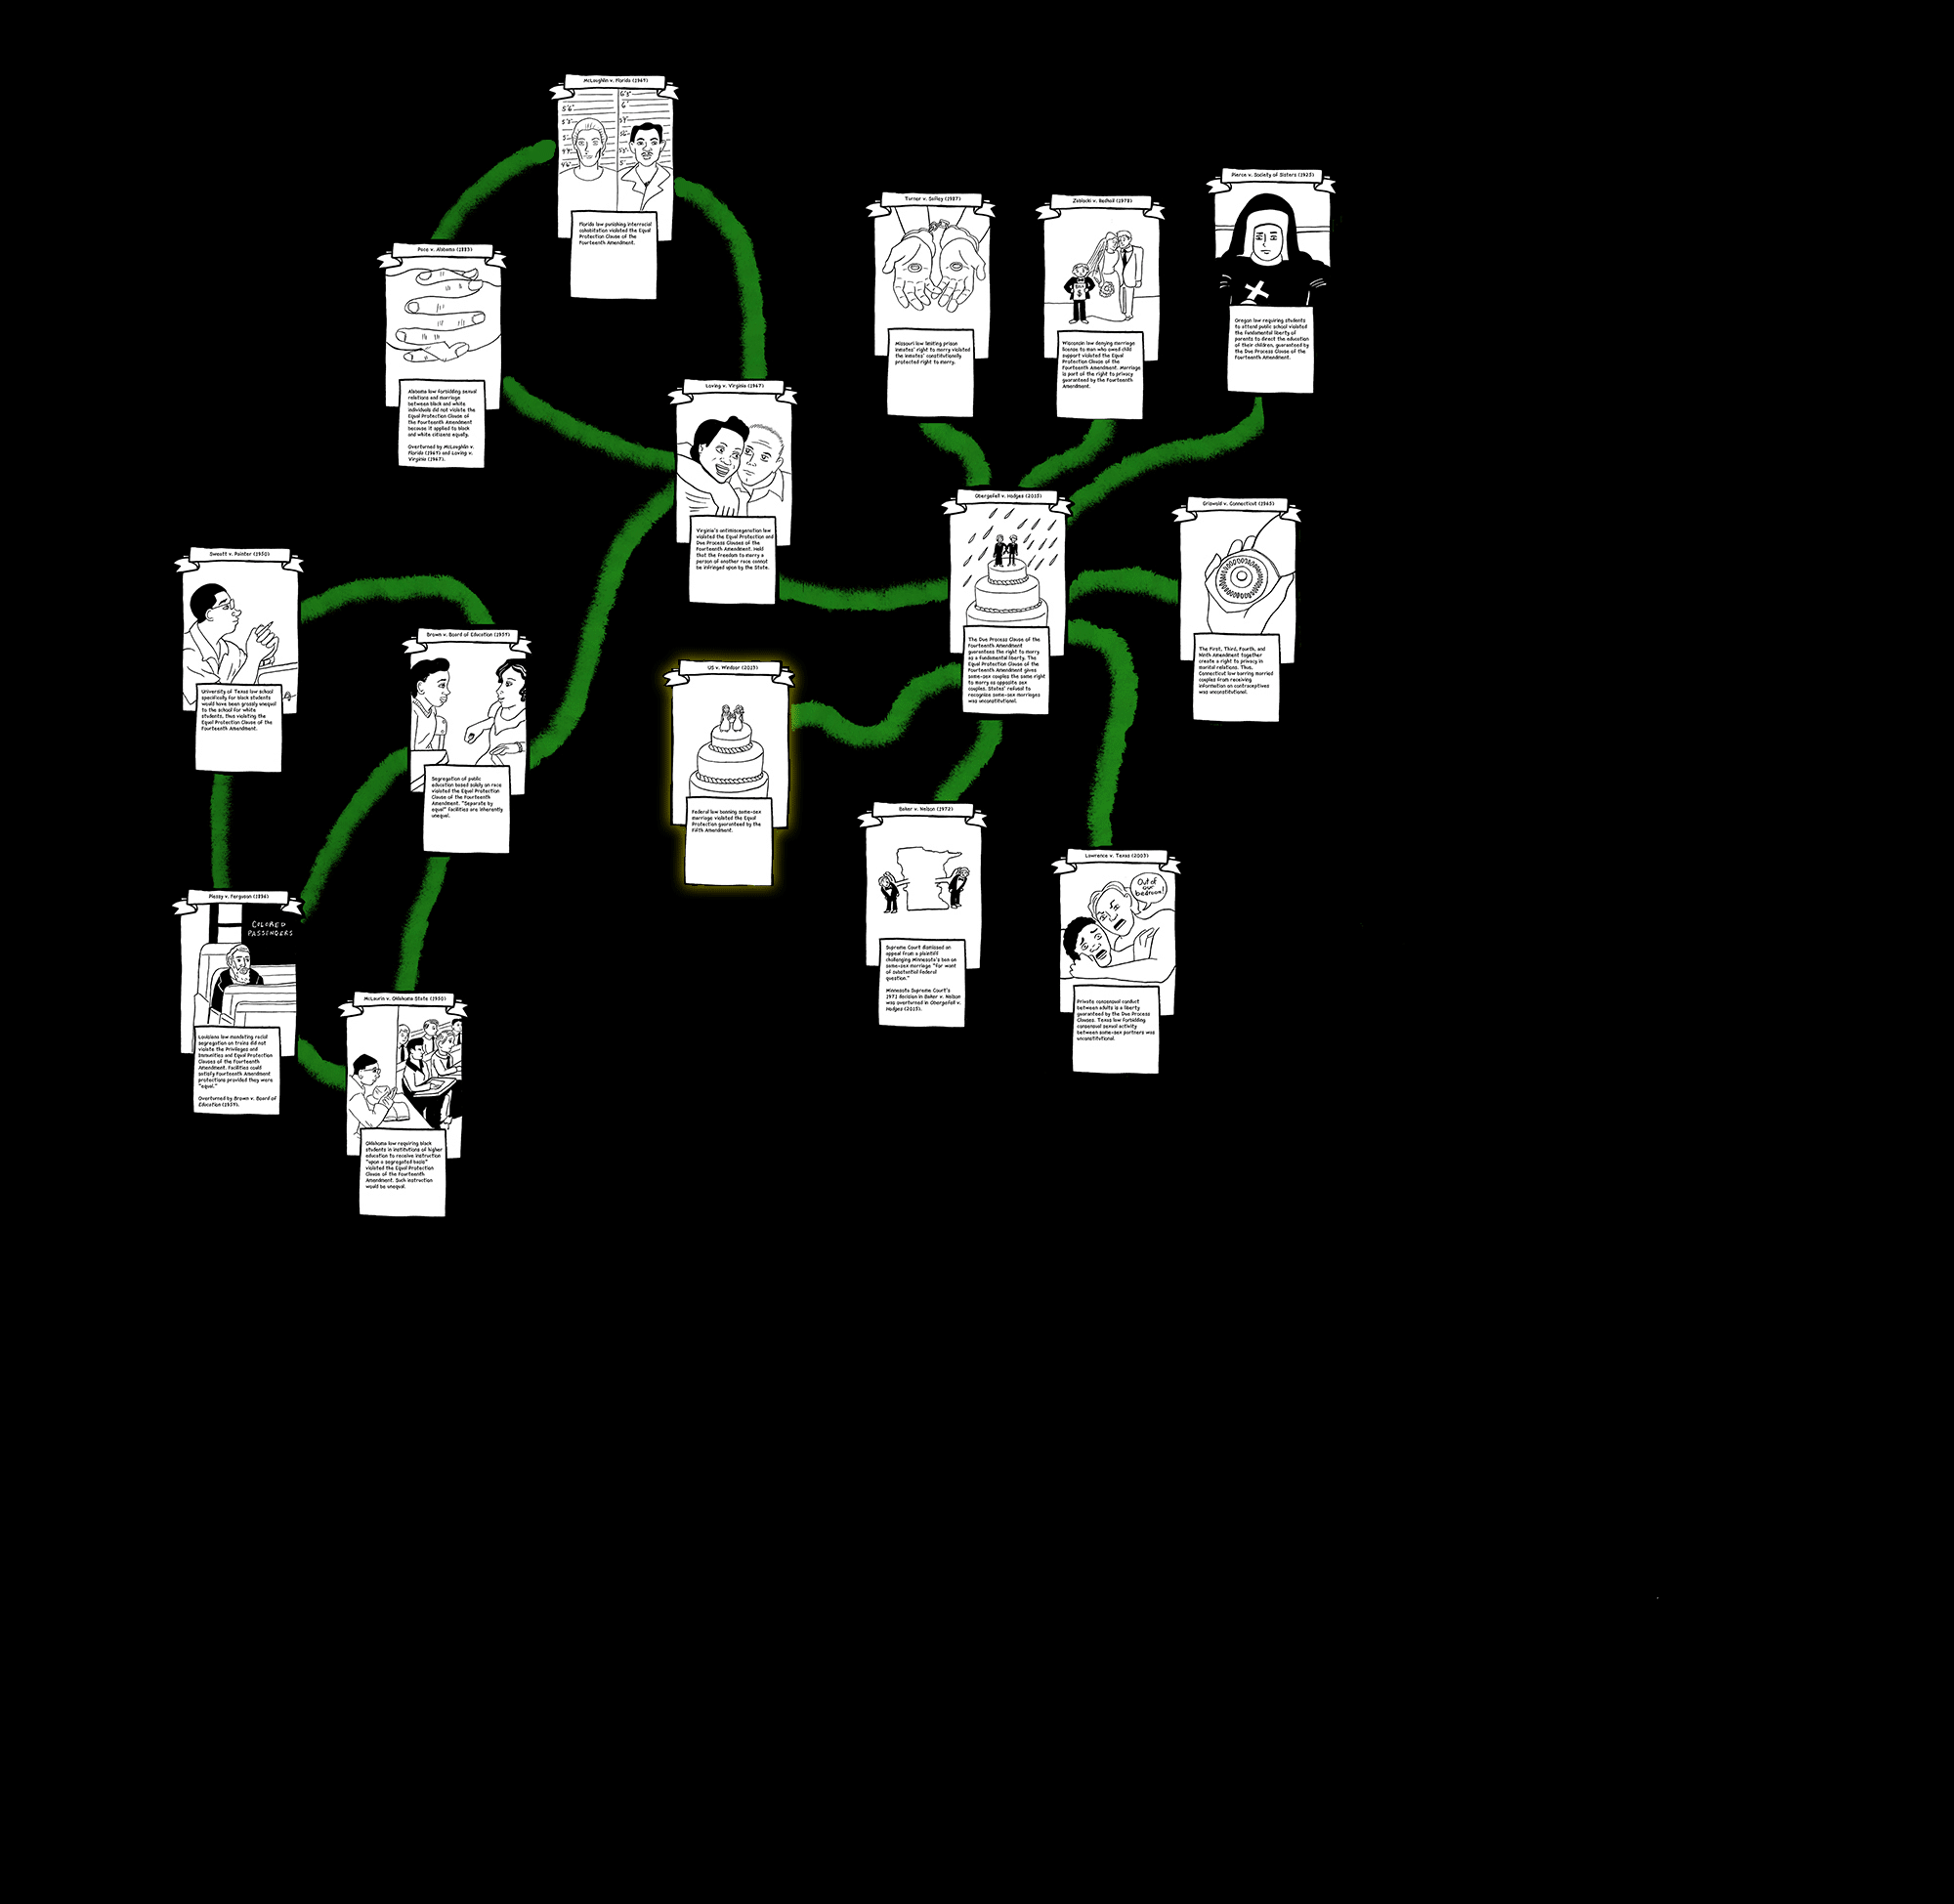 McLaughlin v. Florida (1964)
5'6"
6'3"
6'
5'
5'
Florida law punishing interracial
cohabitation violated the Equal
Protection Clause of the
Fourteenth Amendment.
Pace v. Alabama (1883)
Alabama law forbidding sexual
relations and marriage
between black and white
individuals did not violate the
Equal Protection Clause of
the Fourteenth Amendment
because it applied to black
and white citizens equally.
Overturned by McLaughlin v.
Florida (1964) and Loving v.
Virginia (1967).
Turner v. Safley (1987)
Missouri law limiting prison
inmates' right to marry violated
the inmates' constitutionally
protected right to marry.
Zablocki v. Redhail (1978)
$
Wisconsin law denying marriage
license to men who owed child
support violated the Equal
Protection Clause of the
Fourteenth Amendment. Marriage
is part of the right to privacy
guaranteed by the Fourteenth
Amendment.
Pierce v. Society of Sisters (1925)
Oregon law requiring students
to attend public school violated
the fundamental liberty of
parents to direct the education
of their children, guaranteed by
the Due Process Clause of the
Fourteenth Amendment.
Loving v. Virginia (1967)
Virginia's antimiscegenation law
violated the Equal Protection and
Due Process Clauses of the
Fourteenth Amendment. Held
that the freedom to marry a
person of another race cannot
be infringed upon by the State.
Obergefell v. Hodges (2015)
The Due Process Clause of the
Fourteenth Amendment
guarantees the right to marry
as a fundamental liberty. The
Equal Protection Clause of the
Fourteenth Amendment gives
same-sex couples the same right
to marry as opposite sex
couples. States' refusal to
recognize same-sex marriages
was unconstitutional.
Griswold v. Connecticut (1965)
The First, Third, Fourth, and
Ninth Amendment together
create a right to privacy in
marital relations. Thus,
Connecticut law barring married
couples from receiving
information on contraceptives
was unconstitutional.
Sweatt v. Painter (1950)
University of Texas law school
specifically for black students
would have been grossly unequal
to the school for white
students, thus violating the
Equal Protection Clause of the
Fourteenth Amendment.
Brown v. Board of Education (1954)
Segregation of public
education based solely on race
violated the Equal Protection
Clause of the Fourteenth
Amendment. "Separate by
equal" facilities are inherently
unequal.
US v. Windsor (2013)
Federal law banning same-sex
marriage violated the Equal
Protection guaranteed by the
Fifth Amendment.
Baker v. Nelson (1972)
Supreme Court dismissed an
appeal from a plaintiff
challenging Minnesota's ban on
same-sex marriage "for want
of substantial federal
question."
Minnesota Supreme Court's
1971 decision in Baker v. Nelson
was overturned in Obergefell v.
Hodges (2015).
Lawrence v. Texas (2003)
Out of
our
bedroom!
Private consensual conduct
between adults is a liberty
guaranteed by the Due Process
Clauses. Texas law forbidding
consensual sexual activity
between same-sex partners was
unconstitutional.
Plessy v. Ferguson (1896)
COLORED
PASSENGERS
Louisiana law mandating racial
segregation on trains did not
violate the Privileges and
Immunities and Equal Protection
Clauses of the Fourteenth
Amendment. Facilities could
satisfy Fourteenth Amendment
protections provided they were
"equal."
Overturned by Brown v. Board of
Education (1954).
McLaurin v. Oklahoma State (1950)
Oklahoma law requiring black
students in institutions of higher
education to receive instruction
"upon a segregated basis"
violated the Equal Protection
Clause of the Fourteenth
Amendment. Such instruction
would be unequal.